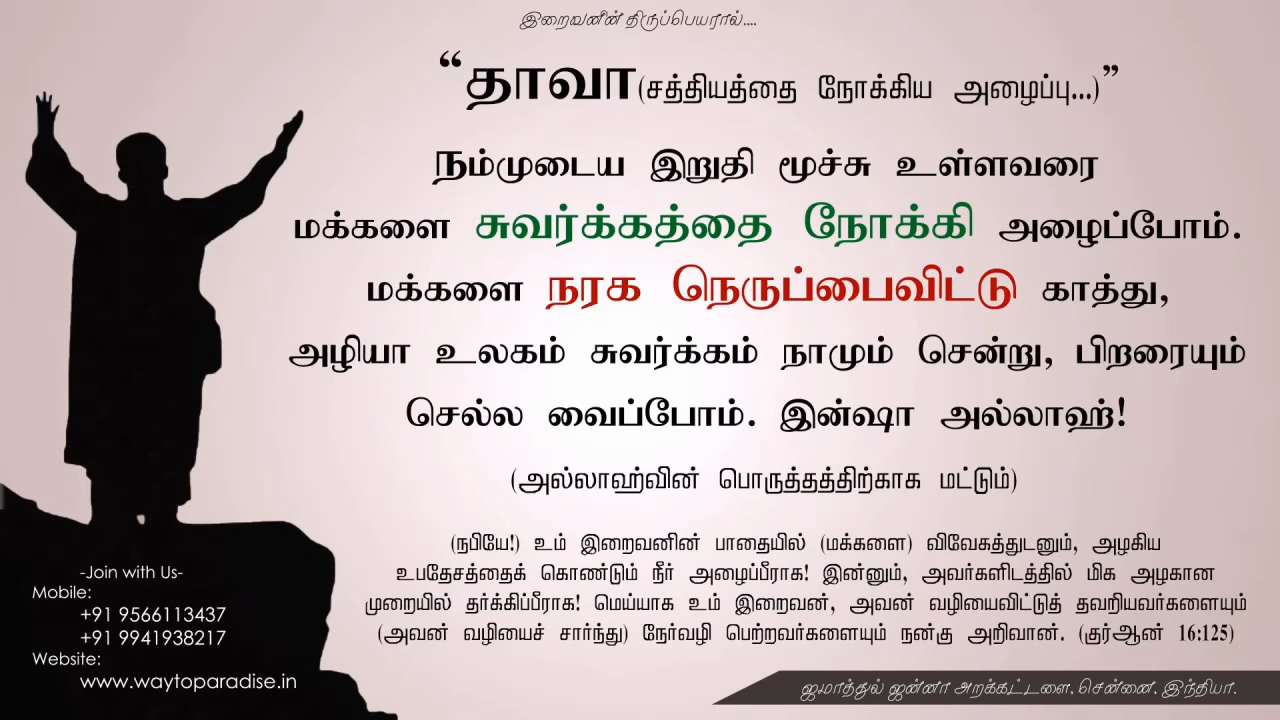 இறைவனின் திருப்பெயரால்....
“தாவா(சத்தியத்தை நோக்கிய அழைப்பு...)”
நம்முடைய இறுதி மூச்சு உள்ளவரை
மக்களை சுவர்க்கத்தை நோக்கி அழைப்போம்.
மக்களை நரக நெருப்பைவிட்டு காத்து,
அழியா உலகம் சுவர்க்கம் நாமும் சென்று, பிறரையும்
செல்ல வைப்போம். இன்ஷா அல்லாஹ்!
(அல்லாஹ்வின் பொருத்தத்திற்காக மட்டும்)
(நபியே!) உம் இறைவனின் பாதையில் (மக்களை) விவேகத்துடனும், அழகிய
உபதேசத்தைக் கொண்டும் நீர் அழைப்பீராக! இன்னும், அவர்களிடத்தில் மிக அழகான
முறையில் தர்க்கிப்பீராக! மெய்யாக உம் இறைவன், அவன் வழியைவிட்டுத் தவறியவர்களையும்
(அவன் வழியைச் சார்ந்து) நேர்வழி பெற்றவர்களையும் நன்கு அறிவான். (குர்ஆன் 16:125)
-Join with Us-
Mobile:
+91 9566113437
+91 9941938217
Website:
www.waytoparadise.in
ஜமாத்துல் ஜன்னா அறக்கட்டளை, சென்னை, இந்தியா.